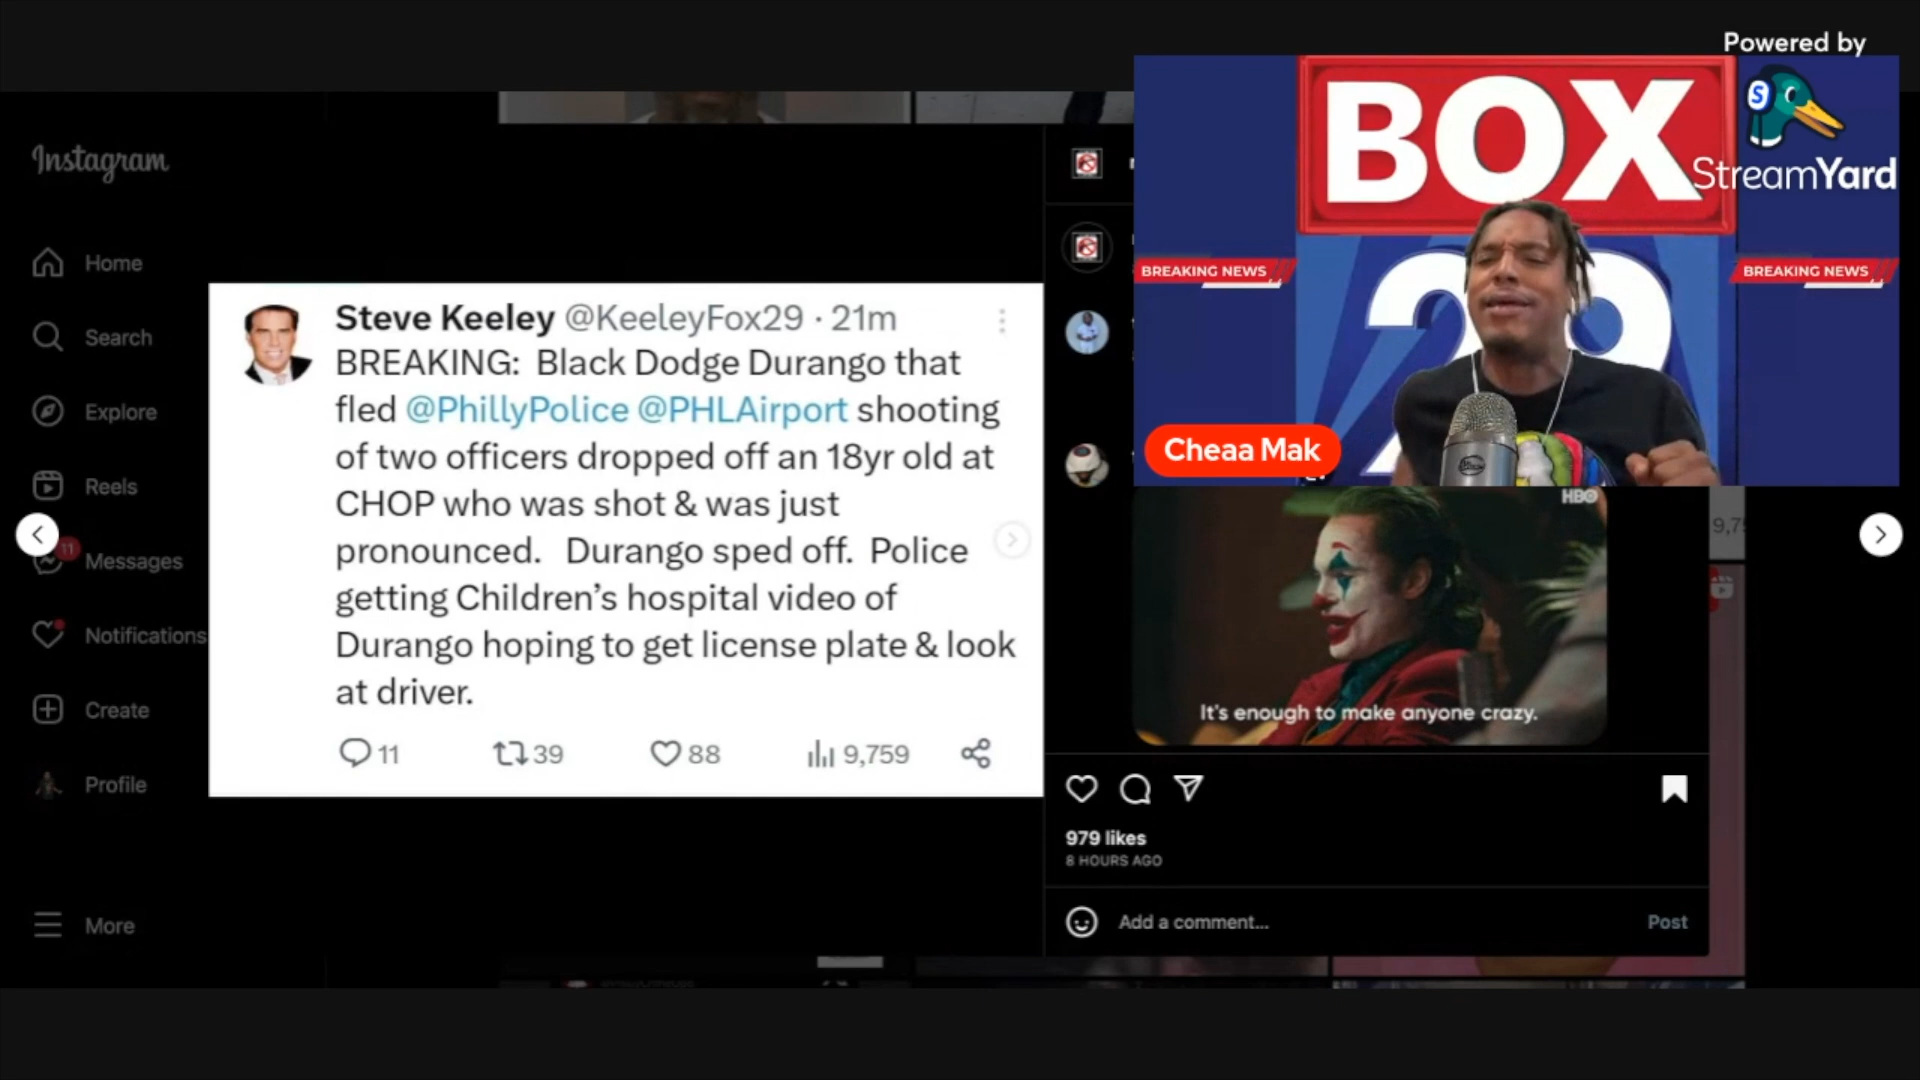 Powered by
StreamYard
BOX
29
BREAKING NEWS
BREAKING NEWS
Cheaa Mak
Instagram
Home
Search
Explore
Reels
11
Messages
Notifications
Create
Profile
More
Steve Keeley @KeeleyFox29 · 21m
BREAKING: Black Dodge Durango that
fled @PhillyPolice @PHLAirport shooting
of two officers dropped off an 18yr old at
CHOP who was shot & was just
pronounced. Durango sped off. Police
getting Children’s hospital video of
Durango hoping to get license plate & look
at driver.
11 39 88 9,759
HBO
It's enough to make anyone crazy.
979 likes
8 HOURS AGO
Add a comment...
Post